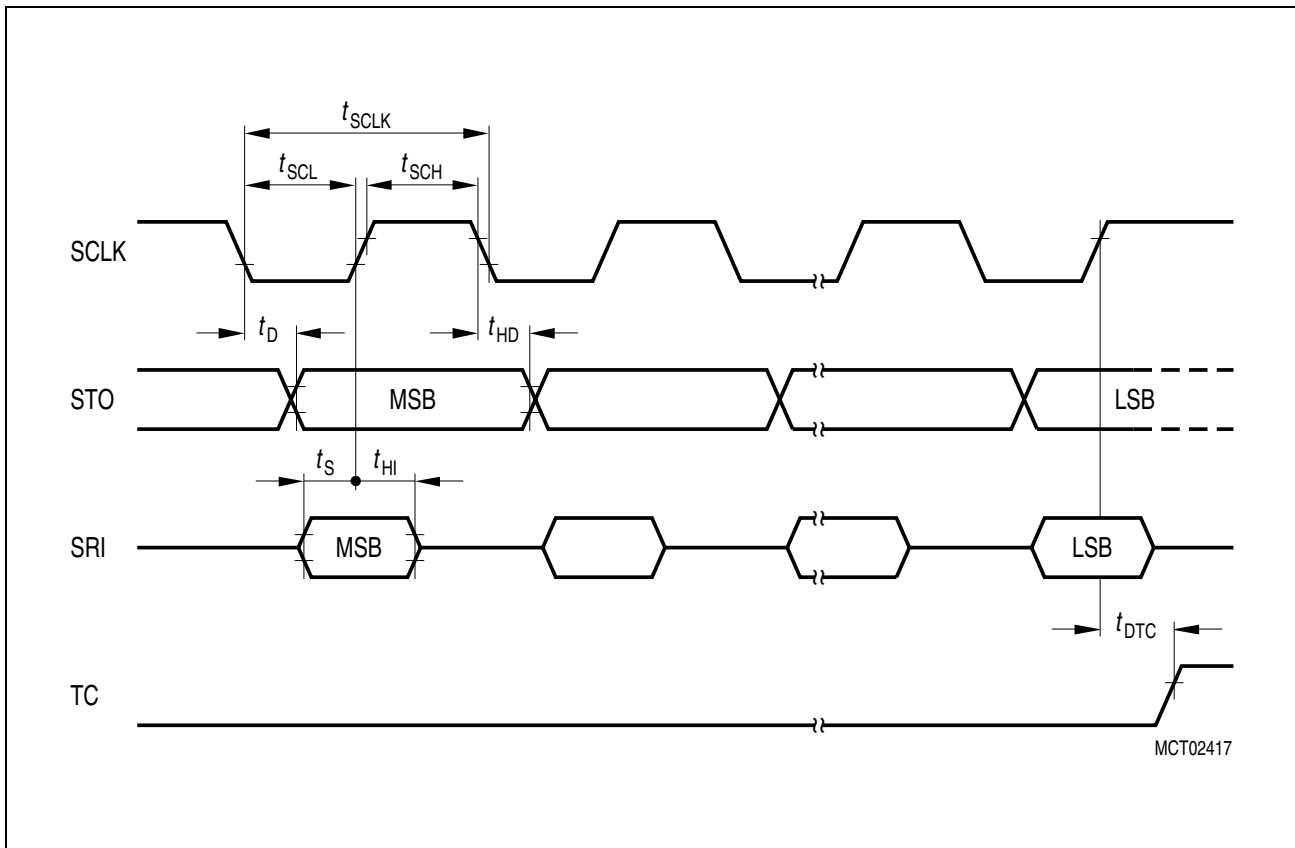 tSCLK
tSCL
tSCH
SCLK
tD
tHD
STO
MSB
LSB
tS
tHI
SRI
MSB
LSB
tDTC
TC
MCT02417